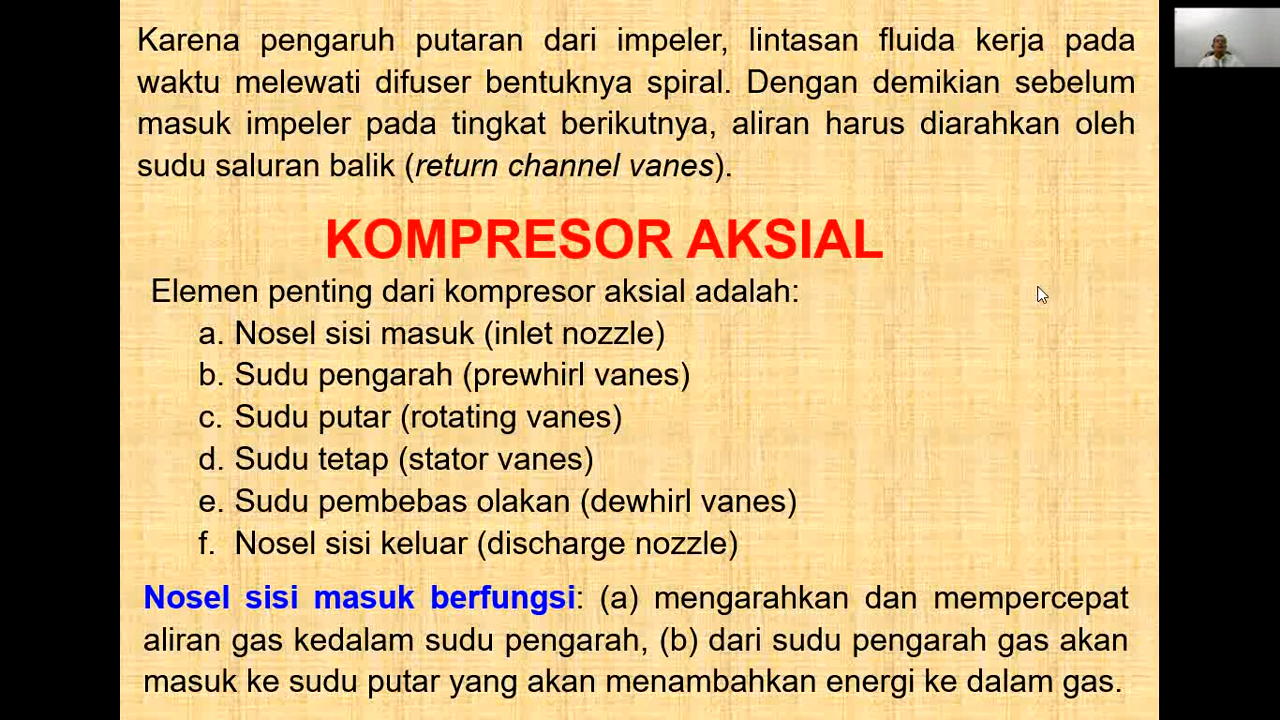 Karena pengaruh putaran dari impeler, lintasan fluida kerja pada
waktu melewati difuser bentuknya spiral. Dengan demikian sebelum
masuk impeler pada tingkat berikutnya, aliran harus diarahkan oleh
sudu saluran balik (return channel vanes).
KOMPRESOR AKSIAL
Elemen penting dari kompresor aksial adalah:
a. Nosel sisi masuk (inlet nozzle)
b. Sudu pengarah (prewhirl vanes)
c. Sudu putar (rotating vanes)
d. Sudu tetap (stator vanes)
e. Sudu pembebas olakan (dewhirl vanes)
f. Nosel sisi keluar (discharge nozzle)
Nosel sisi masuk berfungsi: (a) mengarahkan dan mempercepat
aliran gas kedalam sudu pengarah, (b) dari sudu pengarah gas akan
masuk ke sudu putar yang akan menambahkan energi ke dalam gas.